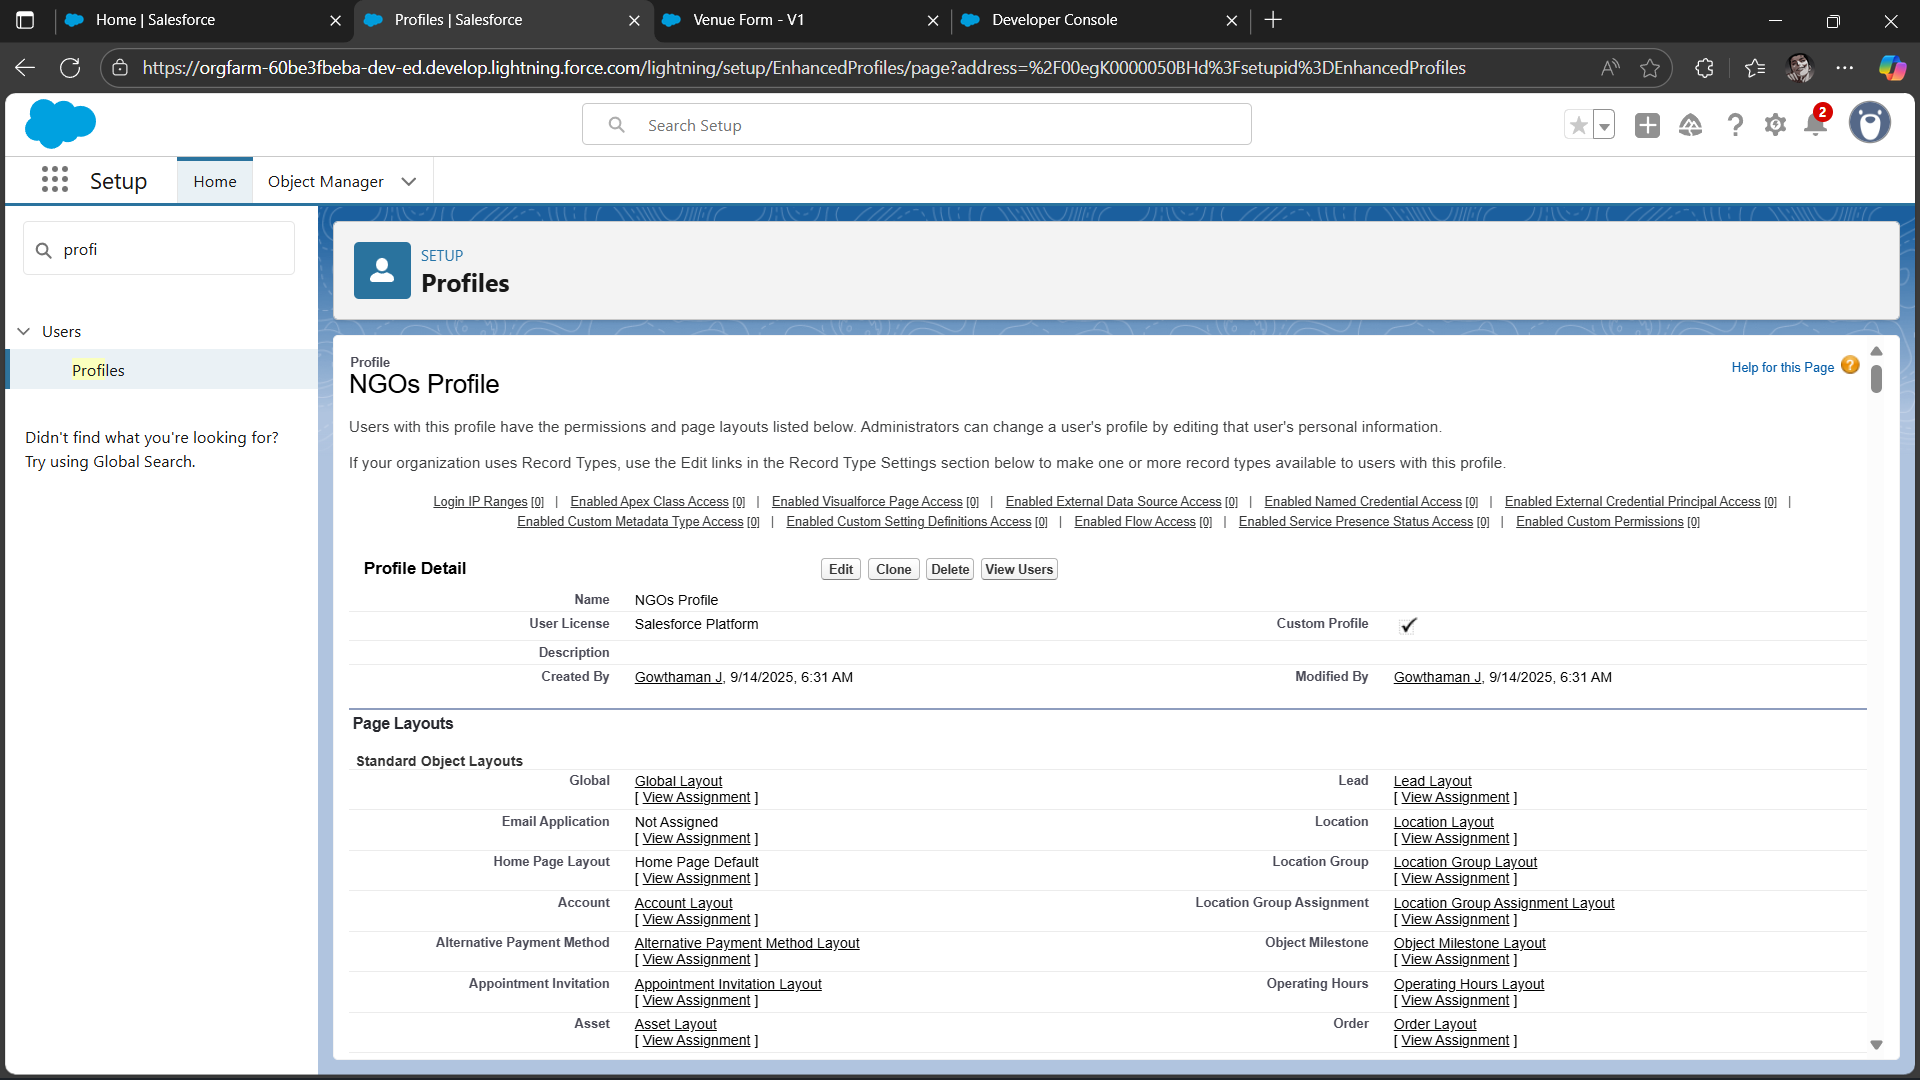 Home | Salesforce
Profiles | Salesforce
Venue Form - V1
Developer Console
https://orgfarm-60be3fbeba-dev-ed.develop.lightning.force.com/lightning/setup/EnhancedProfiles/page?address=%2F00egK0000050BHd%3Fsetupid%3DEnhancedProfiles
Search Setup
2
Setup
Home
Object Manager
profi
Users
Profiles
Didn't find what you're looking for?
Try using Global Search.
SETUP
Profiles
Profile
NGOs Profile
Help for this Page
Users with this profile have the permissions and page layouts listed below. Administrators can change a user's profile by editing that user's personal information.
If your organization uses Record Types, use the Edit links in the Record Type Settings section below to make one or more record types available to users with this profile.
Login IP Ranges [0] | Enabled Apex Class Access [0] | Enabled Visualforce Page Access [0] | Enabled External Data Source Access [0] | Enabled Named Credential Access [0] | Enabled External Credential Principal Access [0] |
Enabled Custom Metadata Type Access [0] | Enabled Custom Setting Definitions Access [0] | Enabled Flow Access [0] | Enabled Service Presence Status Access [0] | Enabled Custom Permissions [0]
Profile Detail
Edit Clone Delete View Users
Name NGOs Profile
User License Salesforce Platform Custom Profile
Description
Created By Gowthaman J, 9/14/2025, 6:31 AM Modified By Gowthaman J, 9/14/2025, 6:31 AM
Page Layouts
Standard Object Layouts
Global Global Layout Lead Lead Layout
[ View Assignment ] [ View Assignment ]
Email Application Not Assigned Location Location Layout
[ View Assignment ] [ View Assignment ]
Home Page Layout Home Page Default Location Group Location Group Layout
[ View Assignment ] [ View Assignment ]
Account Account Layout Location Group Assignment Location Group Assignment Layout
[ View Assignment ] [ View Assignment ]
Alternative Payment Method Alternative Payment Method Layout Object Milestone Object Milestone Layout
[ View Assignment ] [ View Assignment ]
Appointment Invitation Appointment Invitation Layout Operating Hours Operating Hours Layout
[ View Assignment ] [ View Assignment ]
Asset Asset Layout Order Order Layout
[ View Assignment ] [ View Assignment ]